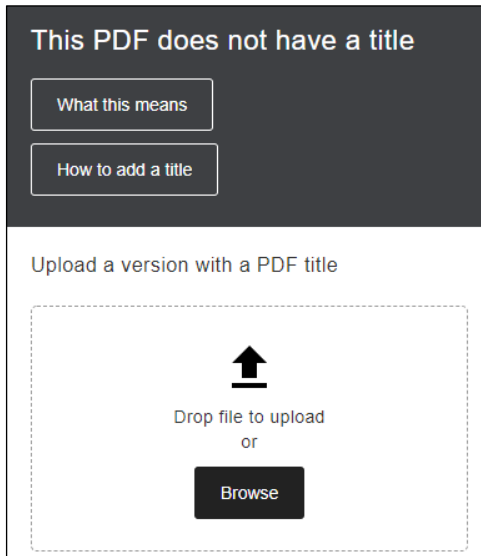 This PDF does not have a title
What this means
How to add a title
Upload a version with a PDF title
Drop file to upload
or
Browse